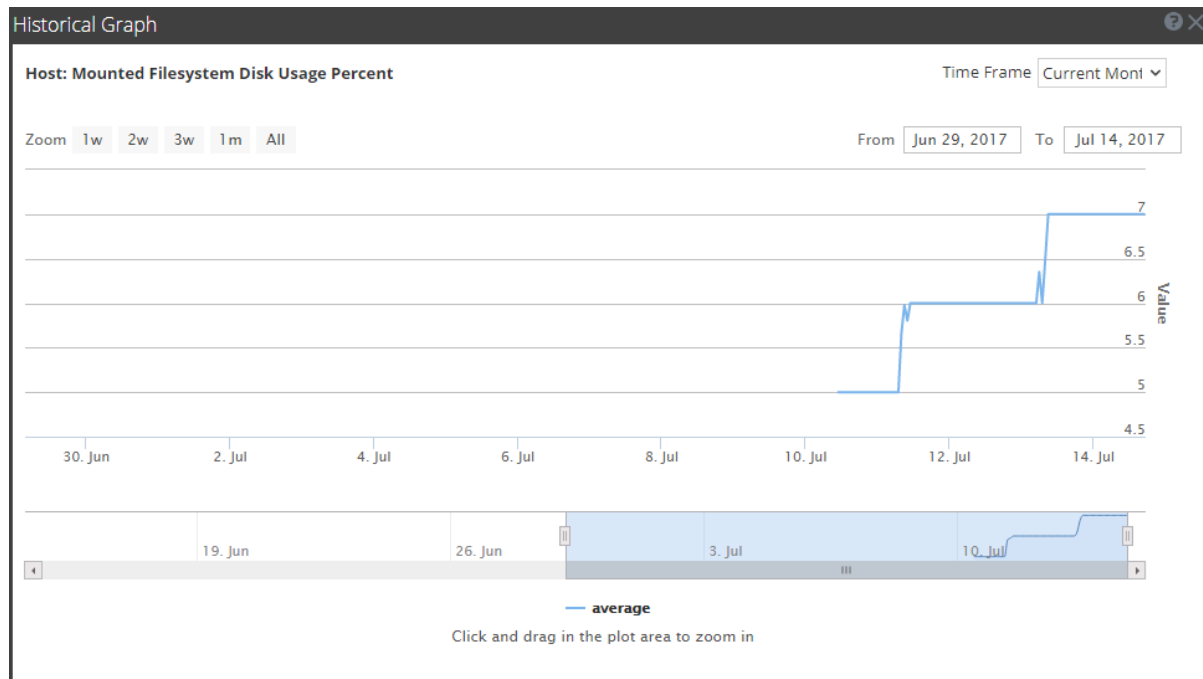 Historical Graph
Host: Mounted Filesystem Disk Usage Percent
Time Frame Current Mont
Zoom 1w 2w 3w 1m All From Jun 29, 2017 To Jul 14, 2017
7
6.5
6
5.5
5
4.5
Value
30. Jun 2. Jul 4. Jul 6. Jul 8. Jul 10. Jul 12. Jul 14. Jul
19. Jun 26. Jun 3. Jul 10. Jul
average
Click and drag in the plot area to zoom in